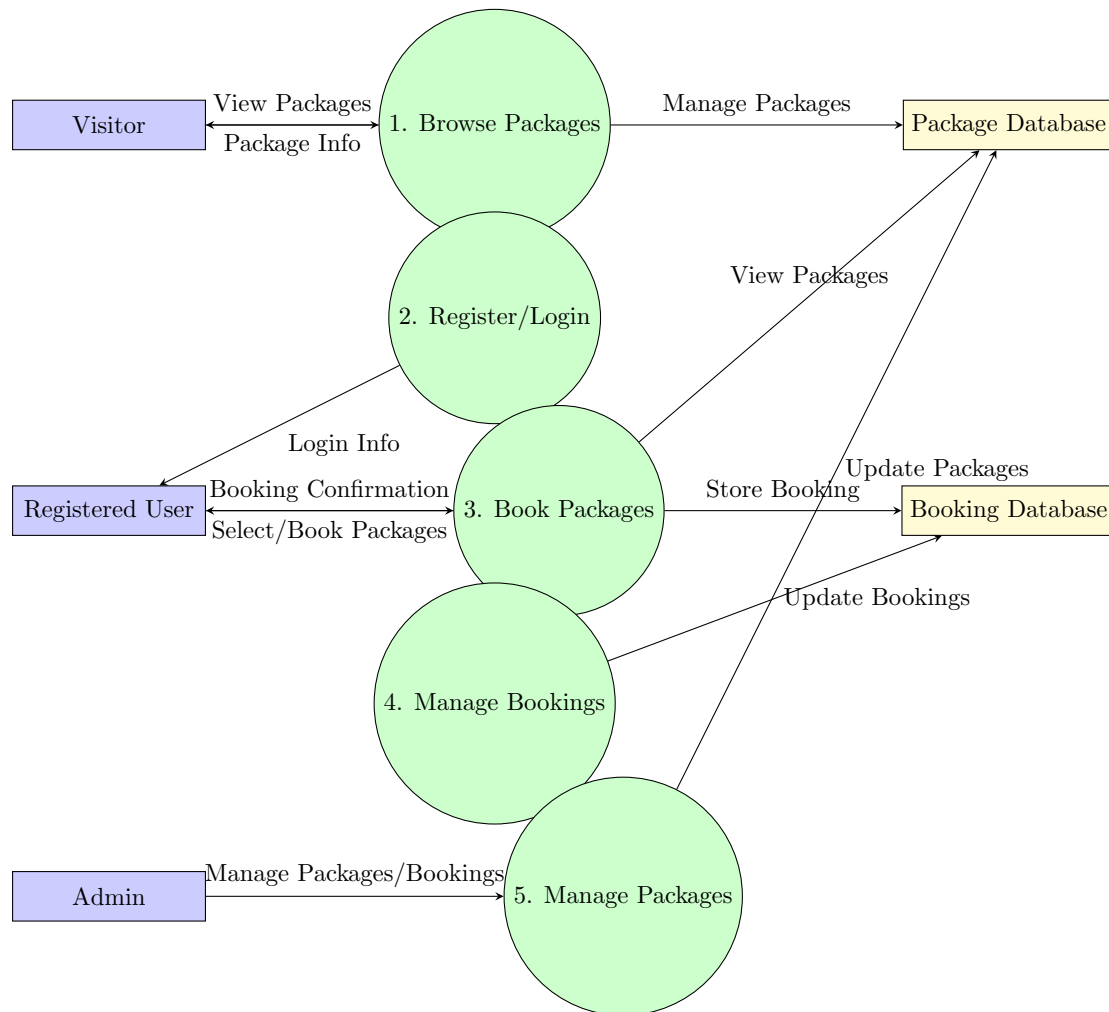 View Packages
Manage Packages
Visitor
1. Browse Packages
Package Database
Package Info
View Packages
2. Register/Login
Login Info
Update Packages
Booking Confirmation
Store Booking
Registered User
3. Book Packages
Booking Database
Select/Book Packages
Update Bookings
4. Manage Bookings
Manage Packages/Bookings
Admin
5. Manage Packages